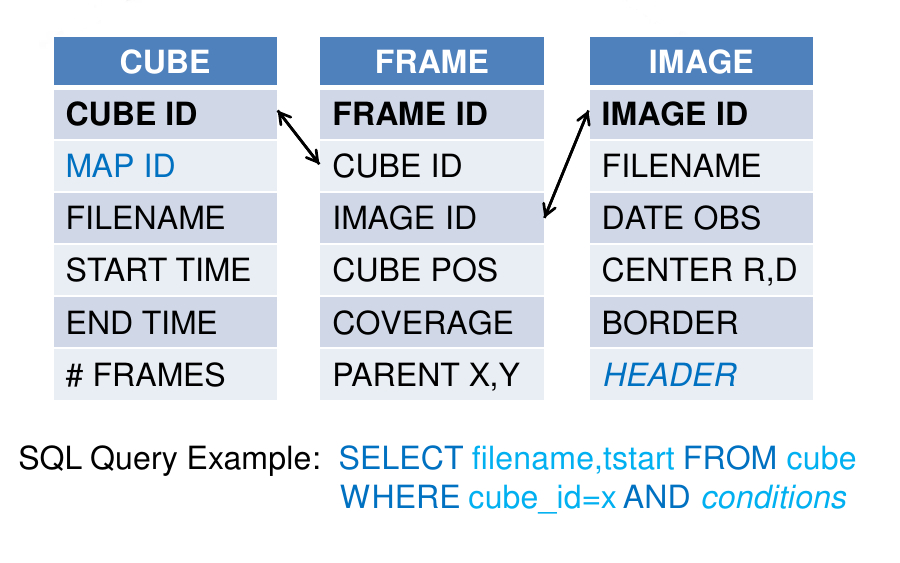 CUBE
CUBE ID
MAP ID
FILENAME
START TIME
END TIME
# FRAMES
FRAME
FRAME ID
CUBE ID
IMAGE ID
CUBE POS
COVERAGE
PARENT X,Y
IMAGE
IMAGE ID
FILENAME
DATE OBS
CENTER R,D
BORDER
HEADER
SQL Query Example: SELECT filename,tstart FROM cube
WHERE cube_id=x AND conditions